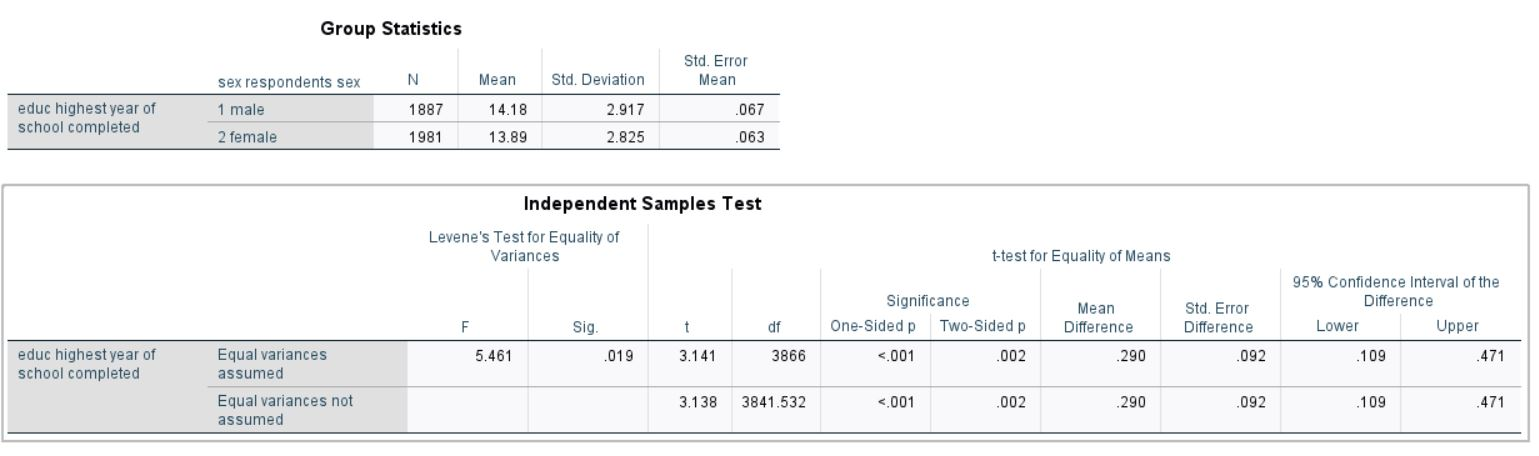 Group Statistics
sex respondents sex N Mean Std. Deviation Std. Error Mean
educ highest year of school completed 1 male 1887 14.18 2.917 .067
2 female 1981 13.89 2.825 .063
Independent Samples Test
Levene's Test for Equality of Variances t-test for Equality of Means
Significance Mean Difference Std. Error Difference 95% Confidence Interval of the Difference
F Sig. t df One-Sided p Two-Sided p Lower Upper
educ highest year of school completed Equal variances assumed 5.461 .019 3.141 3866 <.001 .002 .290 .092 .109 .471
Equal variances not assumed 3.138 3841.532 <.001 .002 .290 .092 .109 .471